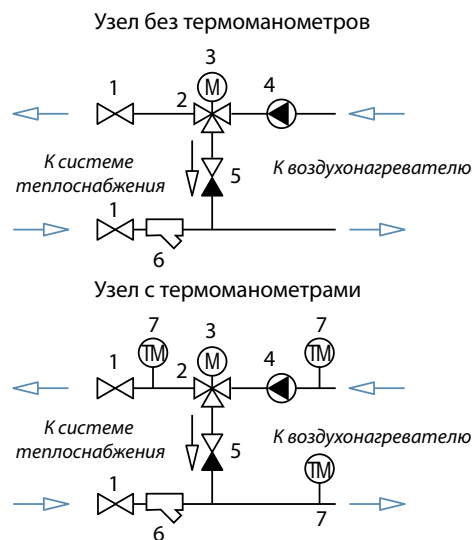 Узел без термоманометров
3
1
2
М
4
К системе
теплоснабжения
К воздухонагревателю
5
1
6
Узел с термоманометрами
7
3
7
1
ТМ
2
М
4
ТМ
К системе
теплоснабжения
К воздухонагревателю
5
1
ТМ
6
7